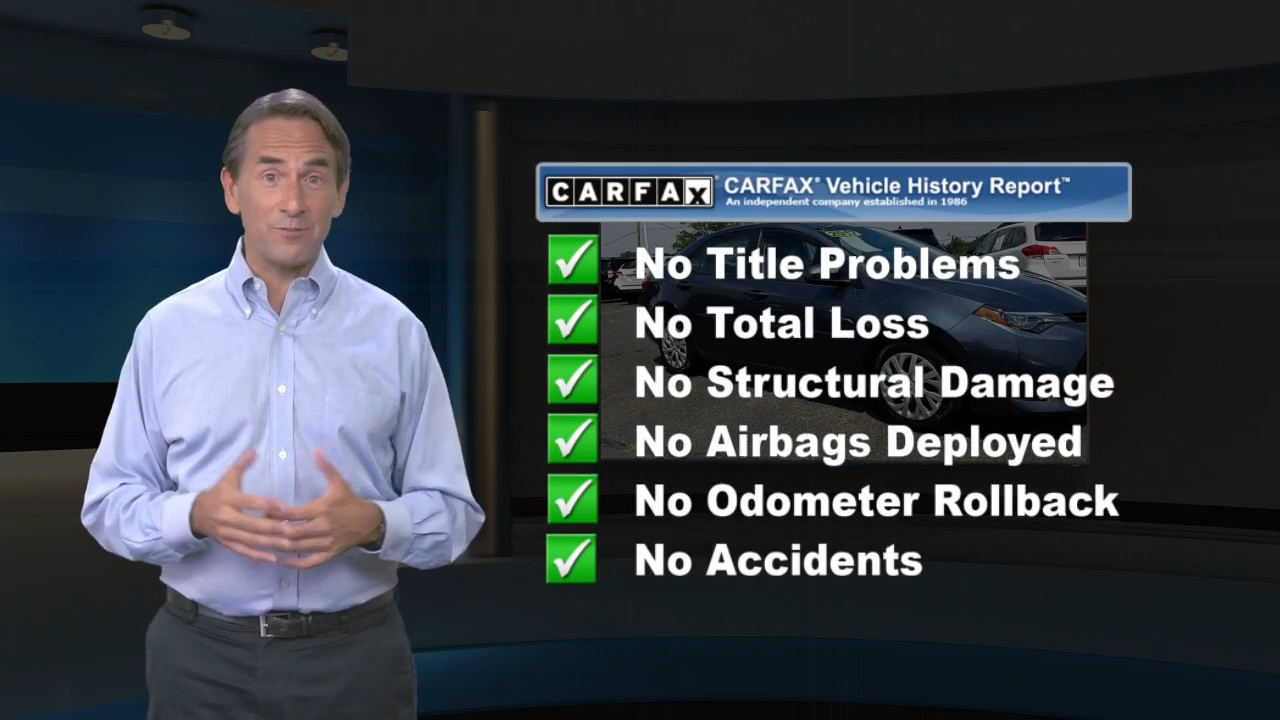 CARFAX® CARFAX® Vehicle History Report™
An independent company established in 1986
No Title Problems
No Total Loss
No Structural Damage
No Airbags Deployed
No Odometer Rollback
No Accidents